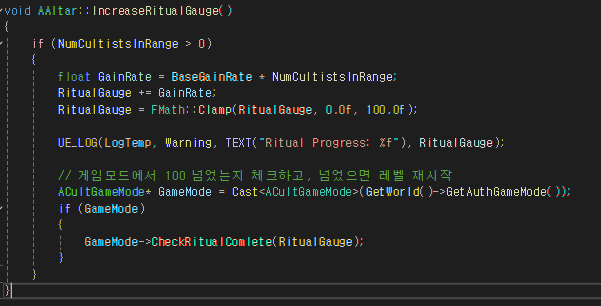 void AAltar::IncreaseRitualGauge()
{
if (NumCultistsInRange > 0)
{
float GainRate = BaseGainRate * NumCultistsInRange;
RitualGauge += GainRate;
RitualGauge = FMath::Clamp(RitualGauge, 0.0f, 100.0f);
UE_LOG(LogTemp, Warning, TEXT("Ritual Progress: %f"), RitualGauge);
// 게임모드에서 100 넘었는지 체크하고, 넘었으면 레벨 재시작
ACultGameMode* GameMode = Cast<ACultGameMode>(GetWorld()->GetAuthGameMode());
if (GameMode)
{
GameMode->CheckRitualComlete(RitualGauge);
}
}
}